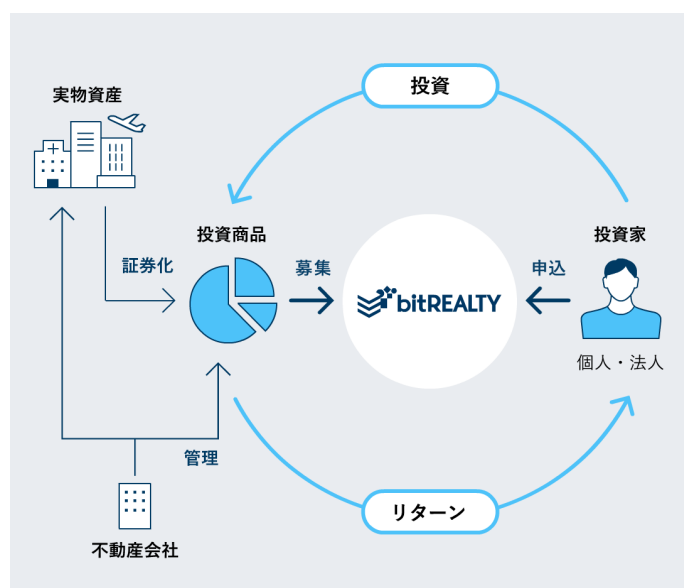 投資
実物資産
投資商品
投資家
証券化
募集
申込
bitREALTY
個人・法人
管理
リターン
不動産会社